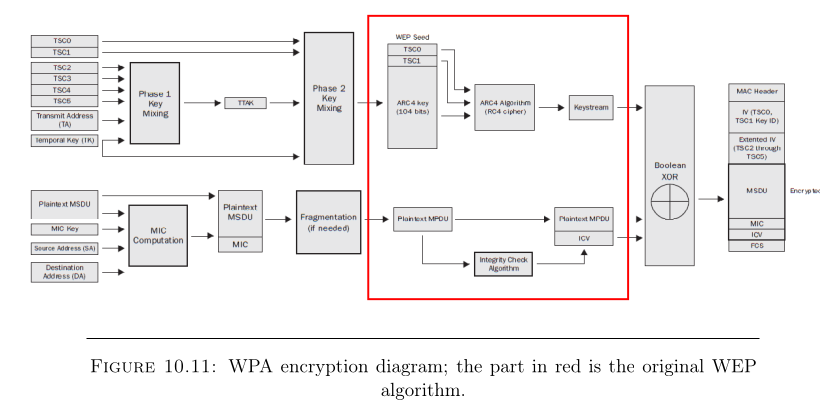 TSC0
TSC1
TSC2
TSC3
TSC4
TSC5
Transmit Address
(TA)
Temporal Key (TK)
Phase 1
Key
Mixing
TTAK
Phase 2
Key
Mixing
WEP Seed
TSC0
TSC1
ARC4 key
(104 bits)
ARC4 Algorithm
(RC4 cipher)
Keystream
Plaintext MSDU
MIC Key
Source Address (SA)
Destination
Address (DA)
MIC
Computation
Plaintext
MSDU
MIC
Fragmentation
(if needed)
Plaintext MPDU
Integrity Check
Algorithm
Plaintext MPDU
ICV
Boolean
XOR
MAC Header
IV (TSC0,
TSC1 Key ID)
Extented IV
(TSC2 through
TSC5)
MSDU
MIC
ICV
FCS
Encrypted
FIGURE 10.11: WPA encryption diagram; the part in red is the original WEP
algorithm.